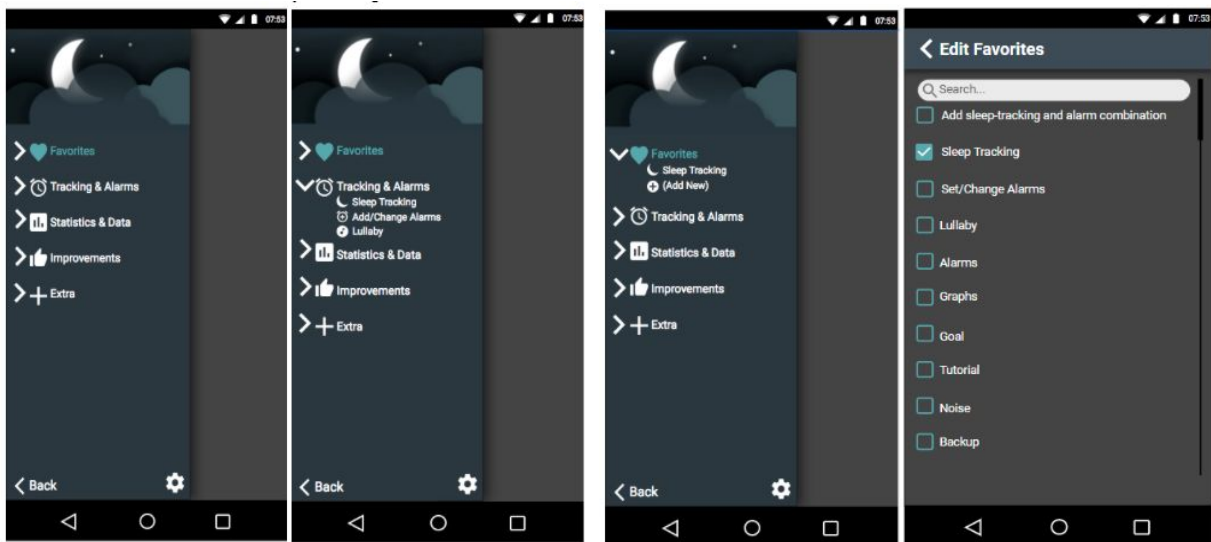 07:53
Favorites
Tracking & Alarms
Statistics & Data
Improvements
Extra
Back
07:53
Favorites
Tracking & Alarms
Sleep Tracking
Add/Change Alarms
Lullaby
Statistics & Data
Improvements
Extra
Back
07:53
Favorites
Sleep Tracking
(Add New)
Tracking & Alarms
Statistics & Data
Improvements
Extra
Back
07:53
Edit Favorites
Search...
Add sleep-tracking and alarm combination
Sleep Tracking
Set/Change Alarms
Lullaby
Alarms
Graphs
Goal
Tutorial
Noise
Backup